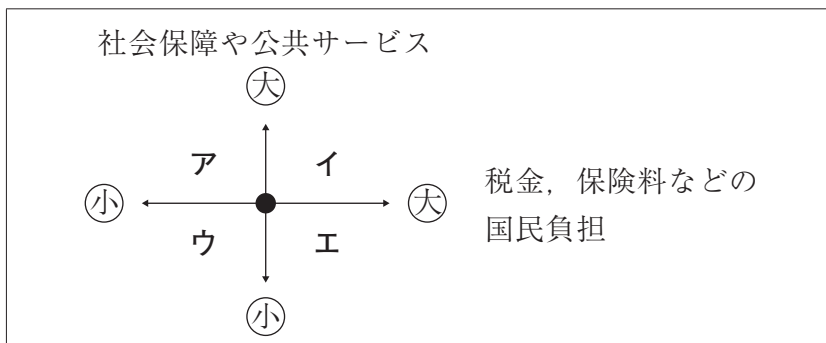 社会保障や公共サービス
大
ア イ
小 大
税金，保険料などの
国民負担
ウ エ
小